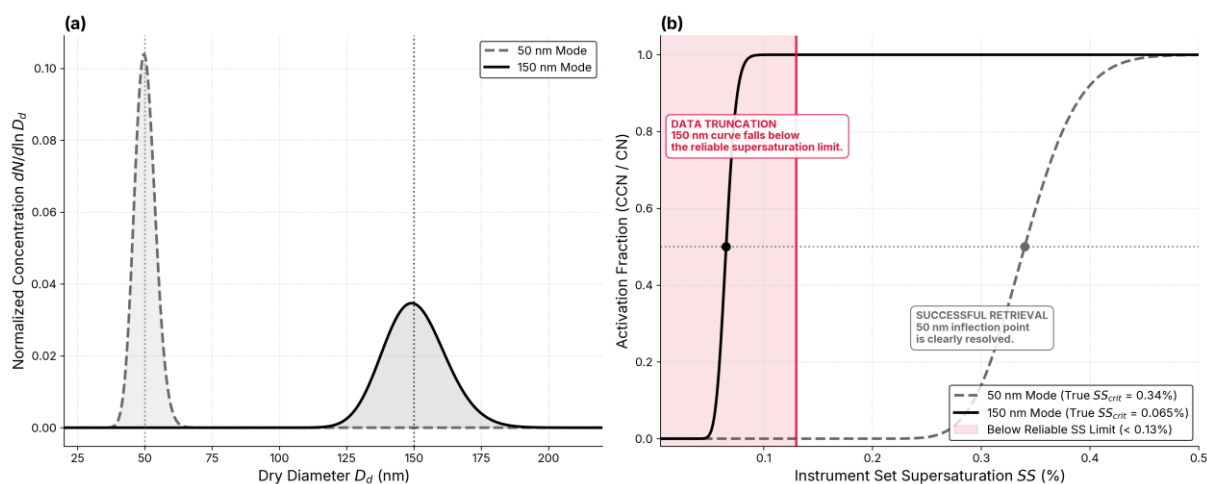 (a)
Normalized Concentration dN/dln D_d
0.10
0.08
0.06
0.04
0.02
0.00
50 nm Mode
150 nm Mode
25
50
75
100
125
150
175
200
Dry Diameter D_d (nm)
(b)
Activation Fraction (CCN / CN)
1.0
0.8
0.6
0.4
0.2
0.0
DATA TRUNCATION
150 nm curve falls below
the reliable supersaturation limit.
SUCCESSFUL RETRIEVAL
50 nm inflection point
is clearly resolved.
50 nm Mode (True SS_crit = 0.34%)
150 nm Mode (True SS_crit = 0.065%)
Below Reliable SS Limit (< 0.13%)
0.1
0.2
0.3
0.4
0.5
Instrument Set Supersaturation SS (%)